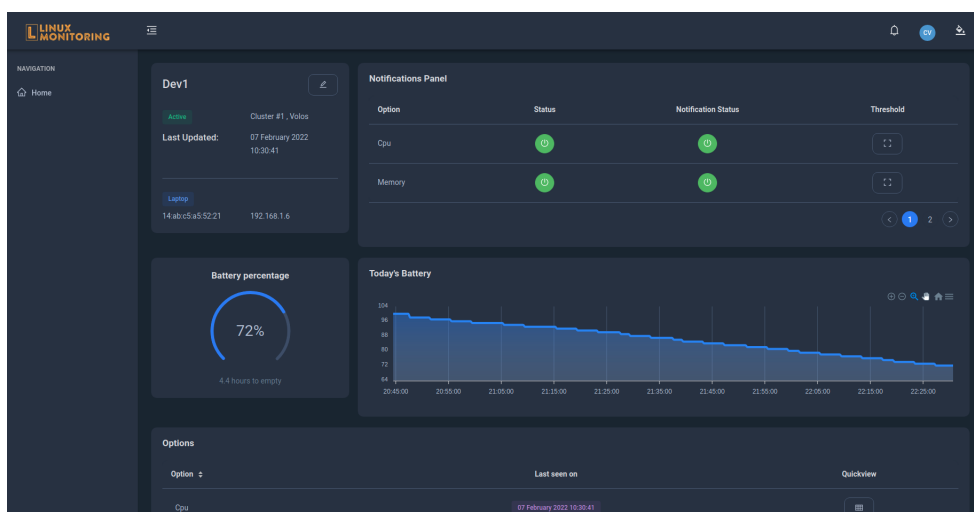 LINUX
MONITORING
CV
NAVIGATION
Home
Dev1
Active
Cluster #1 , Volos
Last Updated:
07 February 2022
10:30:41
Laptop
14:ab:c5:a5:52:21
192.168.1.6
Notifications Panel
Option Status Notification Status Threshold
Cpu
Memory
1 2
Battery percentage
72%
4.4 hours to empty
Today's Battery
104
96
88
80
72
64
20:45:00 20:55:00 21:05:00 21:15:00 21:25:00 21:35:00 21:45:00 21:55:00 22:05:00 22:15:00 22:25:00
Options
Option Last seen on Quickview
Cpu 07 February 2022 10:30:41